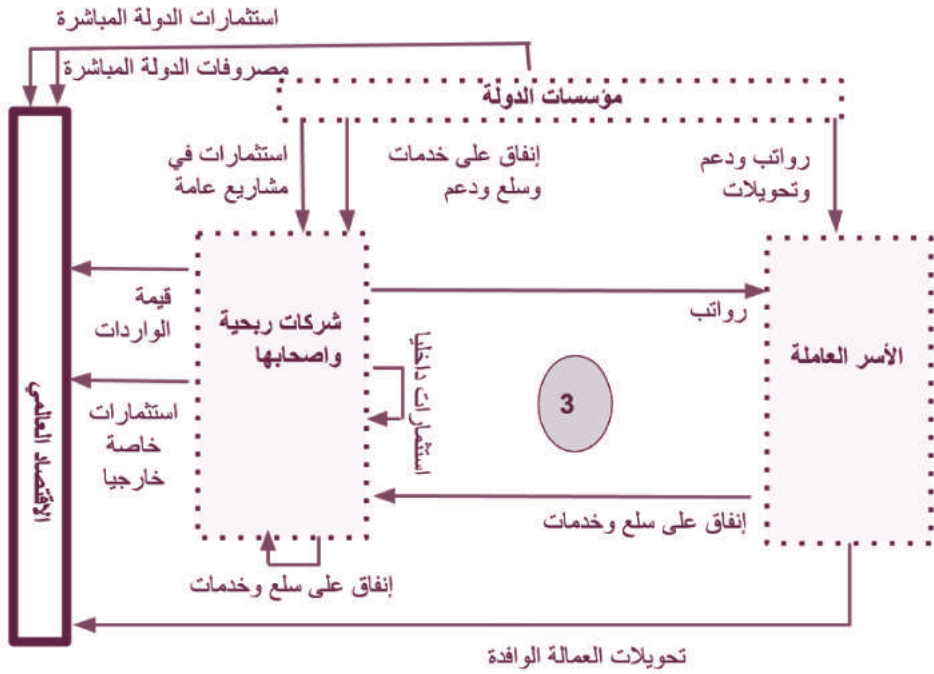 استثمارات الدولة المباشرة
مصروفات الدولة المباشرة
مؤسسات الدولة
رواتب ودعم
وتحويلات
إنفاق على خدمات
وسلع ودعم
استثمارات في
مشاريع عامة
الأسر العاملة
رواتب
شركات ربحية
واصحابها
استثمارات داخليا
3
قيمة
الواردات
استثمارات
خاصة
خارجيا
الاقتصاد العالمي
إنفاق على سلع وخدمات
إنفاق على سلع وخدمات
تحويلات العمالة الوافدة